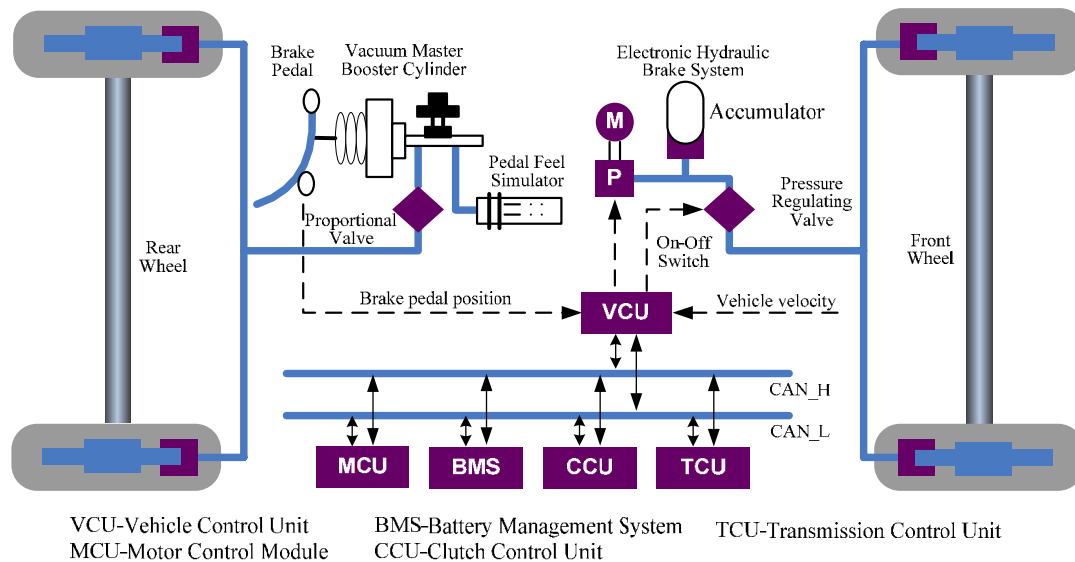 Brake
Pedal
Vacuum Master
Booster Cylinder
Electronic Hydraulic
Brake System
Accumulator
M
P
Pedal Feel
Simulator
Proportional
Valve
Pressure
Regulating
Valve
On-Off
Switch
Rear
Wheel
Front
Wheel
Brake pedal position
VCU
Vehicle velocity
CAN_H
CAN_L
MCU
BMS
CCU
TCU
VCU-Vehicle Control Unit
BMS-Battery Management System
TCU-Transmission Control Unit
MCU-Motor Control Module
CCU-Clutch Control Unit